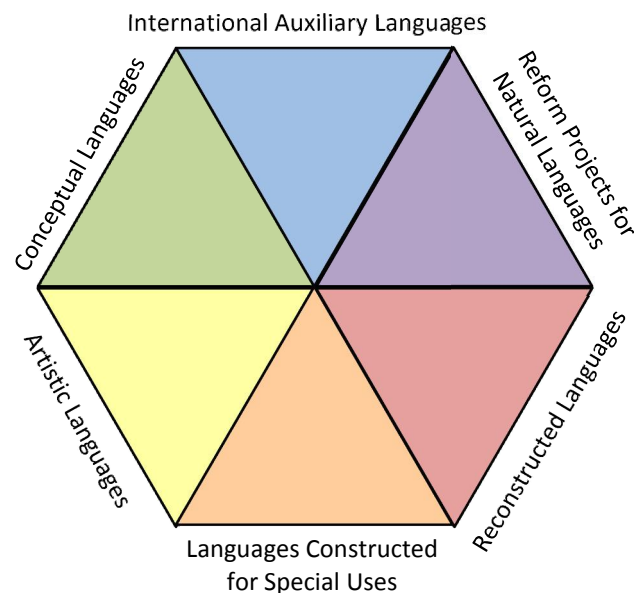 International Auxiliary Languages
Reform Projects for
Natural Languages
Reconstructed Languages
Languages Constructed
for Special Uses
Artistic Languages
Conceptual Languages